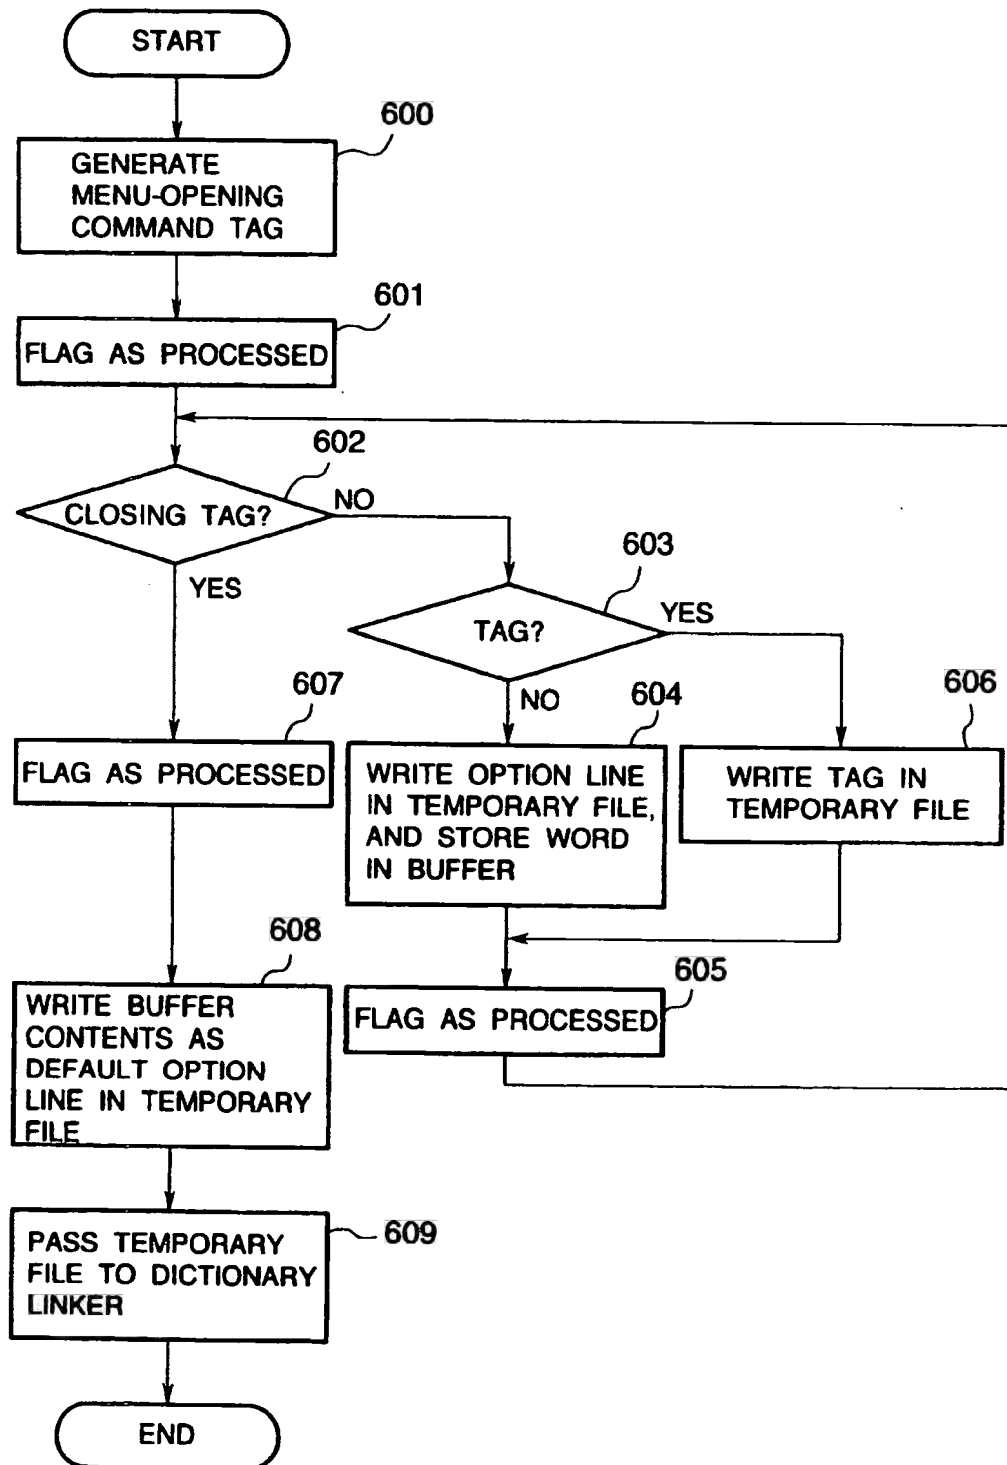 START
600
GENERATE
MENU-OPENING
COMMAND TAG
601
FLAG AS PROCESSED
602
CLOSING TAG?
NO
YES
603
TAG?
YES
NO
607
FLAG AS PROCESSED
604
WRITE OPTION LINE
IN TEMPORARY FILE,
AND STORE WORD
IN BUFFER
606
WRITE TAG IN
TEMPORARY FILE
608
WRITE BUFFER
CONTENTS AS
DEFAULT OPTION
LINE IN TEMPORARY
FILE
605
FLAG AS PROCESSED
609
PASS TEMPORARY
FILE TO DICTIONARY
LINKER
END